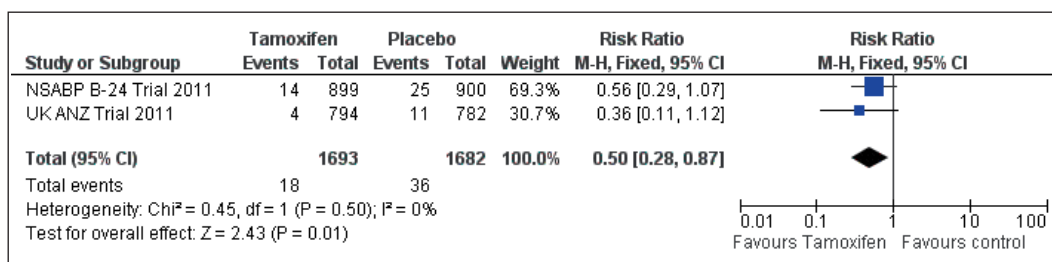 Tamoxifen Placebo Risk Ratio Risk Ratio
Study or Subgroup Events Total Events Total Weight M-H, Fixed, 95% CI M-H, Fixed, 95% CI
NSABP B-24 Trial 2011 14 899 25 900 69.3% 0.56 [0.29, 1.07]
UK ANZ Trial 2011 4 794 11 782 30.7% 0.36 [0.11, 1.12]
Total (95% CI) 1693 1682 100.0% 0.50 [0.28, 0.87]
Total events 18 36
Heterogeneity: Chi² = 0.45, df = 1 (P = 0.50); I² = 0%
Test for overall effect: Z = 2.43 (P = 0.01)
0.01 0.1 1 10 100
Favours Tamoxifen Favours control